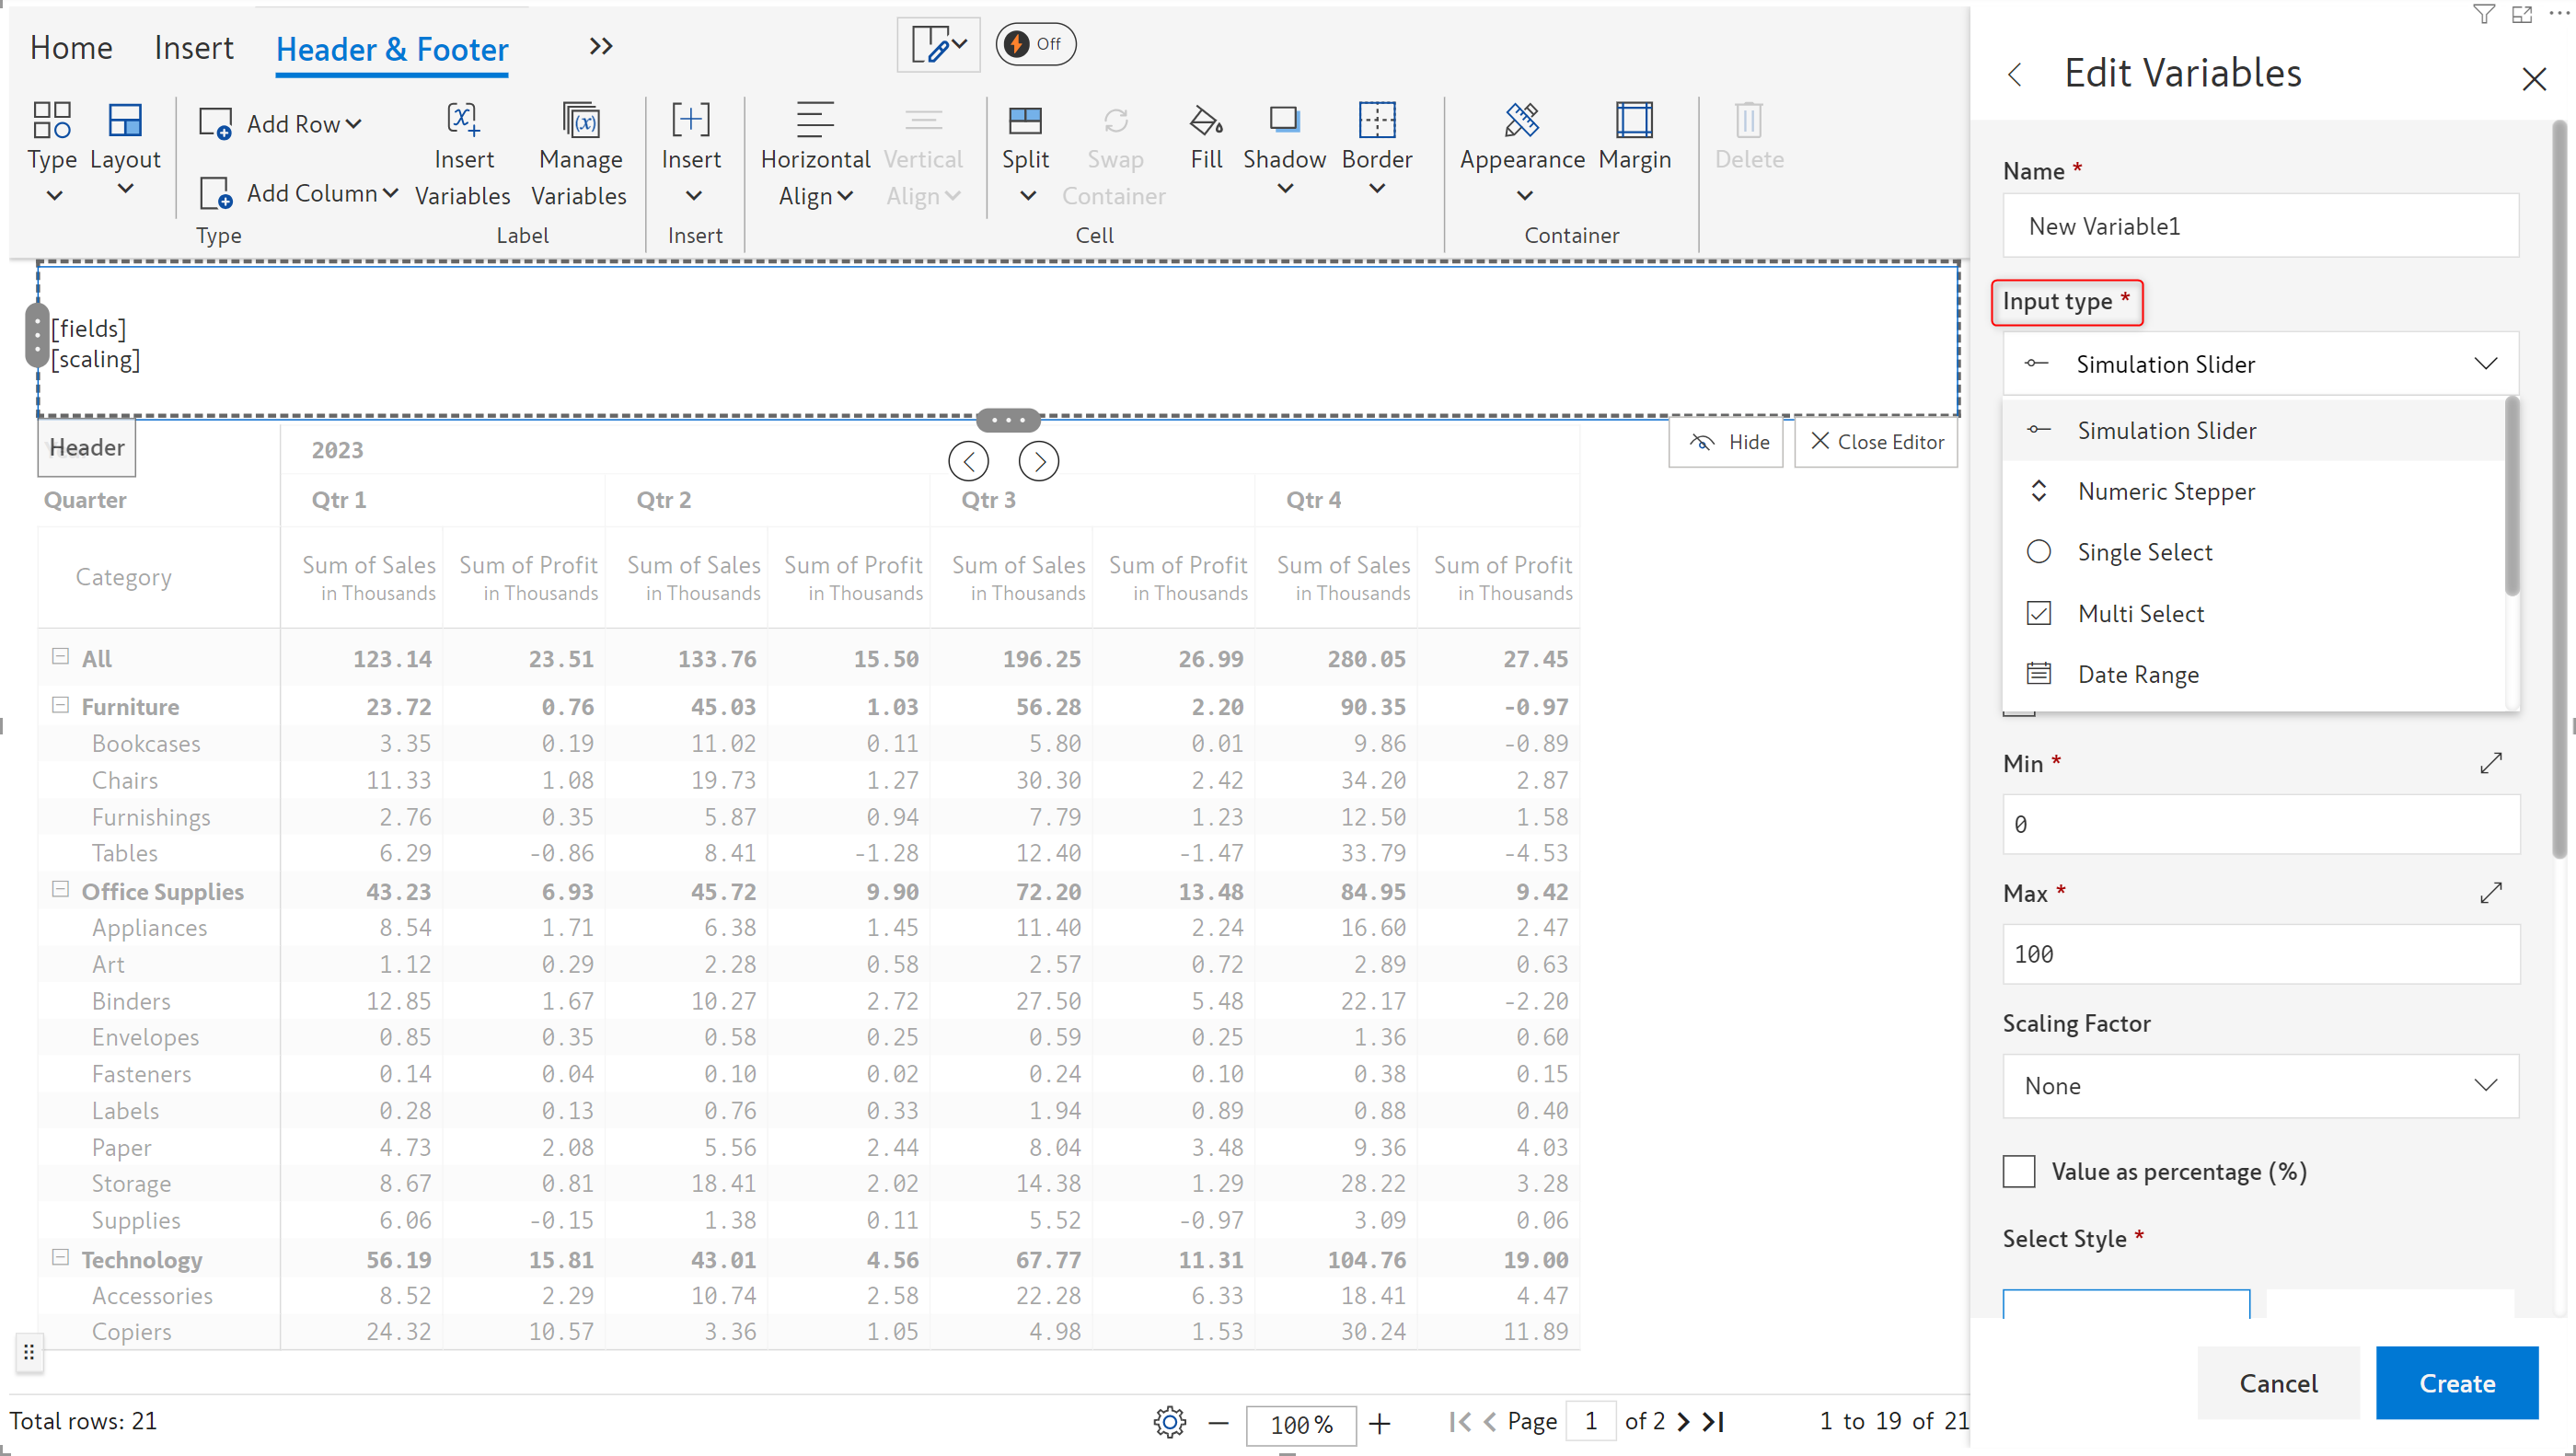 Home Insert Header & Footer Off
Type Layout Add Row Add Column Insert Variables Manage Variables Insert Horizontal Align Vertical Align Split Swap Container Fill Shadow Border Appearance Margin Delete
Type Label Insert Cell Container
[fields]
[scaling]
Header 2023 Hide Close Editor
Quarter Qtr 1 Qtr 2 Qtr 3 Qtr 4
Category Sum of Sales Sum of Profit Sum of Sales Sum of Profit Sum of Sales Sum of Profit Sum of Sales Sum of Profit
in Thousands in Thousands in Thousands in Thousands in Thousands in Thousands in Thousands in Thousands
All 123.14 23.51 133.76 15.50 196.25 26.99 280.05 27.45
Furniture 23.72 0.76 45.03 1.03 56.28 2.20 90.35 -0.97
Bookcases 3.35 0.19 11.02 0.11 5.80 0.01 9.86 -0.89
Chairs 11.33 1.08 19.73 1.27 30.30 2.42 34.20 2.87
Furnishings 2.76 0.35 5.87 0.94 7.79 1.23 12.50 1.58
Tables 6.29 -0.86 8.41 -1.28 12.40 -1.47 33.79 -4.53
Office Supplies 43.23 6.93 45.72 9.90 72.20 13.48 84.95 9.42
Appliances 8.54 1.71 6.38 1.45 11.40 2.24 16.60 2.47
Art 1.12 0.29 2.28 0.58 2.57 0.72 2.89 0.63
Binders 12.85 1.67 10.27 2.72 27.50 5.48 22.17 -2.20
Envelopes 0.85 0.35 0.58 0.25 0.59 0.25 1.36 0.60
Fasteners 0.14 0.04 0.10 0.02 0.24 0.10 0.38 0.15
Labels 0.28 0.13 0.76 0.33 1.94 0.89 0.88 0.40
Paper 4.73 2.08 5.56 2.44 8.04 3.48 9.36 4.03
Storage 8.67 0.81 18.41 2.02 14.38 1.29 28.22 3.28
Supplies 6.06 -0.15 1.38 0.11 5.52 -0.97 3.09 0.06
Technology 56.19 15.81 43.01 4.56 67.77 11.31 104.76 19.00
Accessories 8.52 2.29 10.74 2.58 22.28 6.33 18.41 4.47
Copiers 24.32 10.57 3.36 1.05 4.98 1.53 30.24 11.89
Total rows: 21 100 % Page 1 of 2 1 to 19 of 21
Edit Variables
Name *
New Variable1
Input type *
Simulation Slider
Simulation Slider
Numeric Stepper
Single Select
Multi Select
Date Range
Min *
0
Max *
100
Scaling Factor
None
Value as percentage (%)
Select Style *
Cancel Create